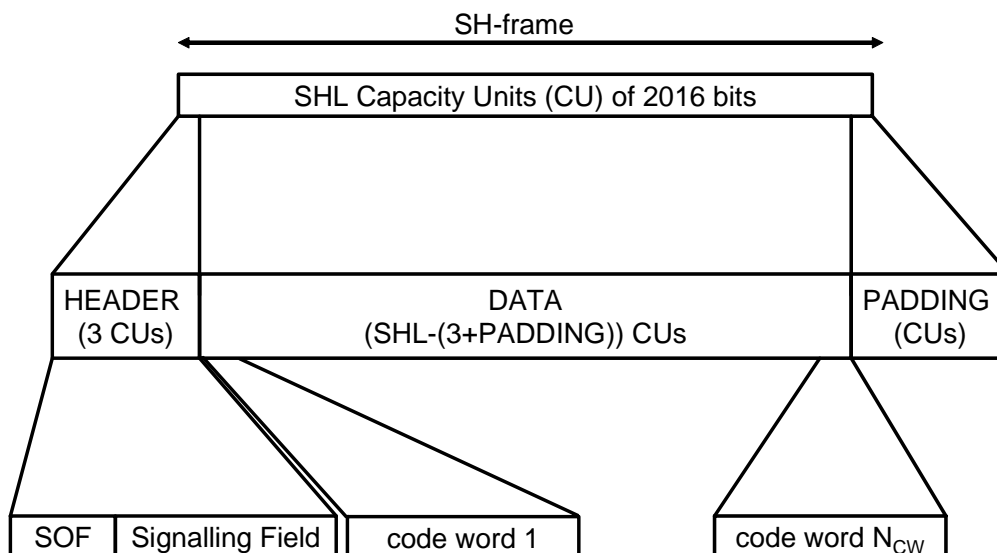 SH-frame
SHL Capacity Units (CU) of 2016 bits
HEADER
(3 CUs)
DATA
(SHL-(3+PADDING)) CUs
PADDING
(CUs)
SOF
Signalling Field
code word 1
code word N_CW